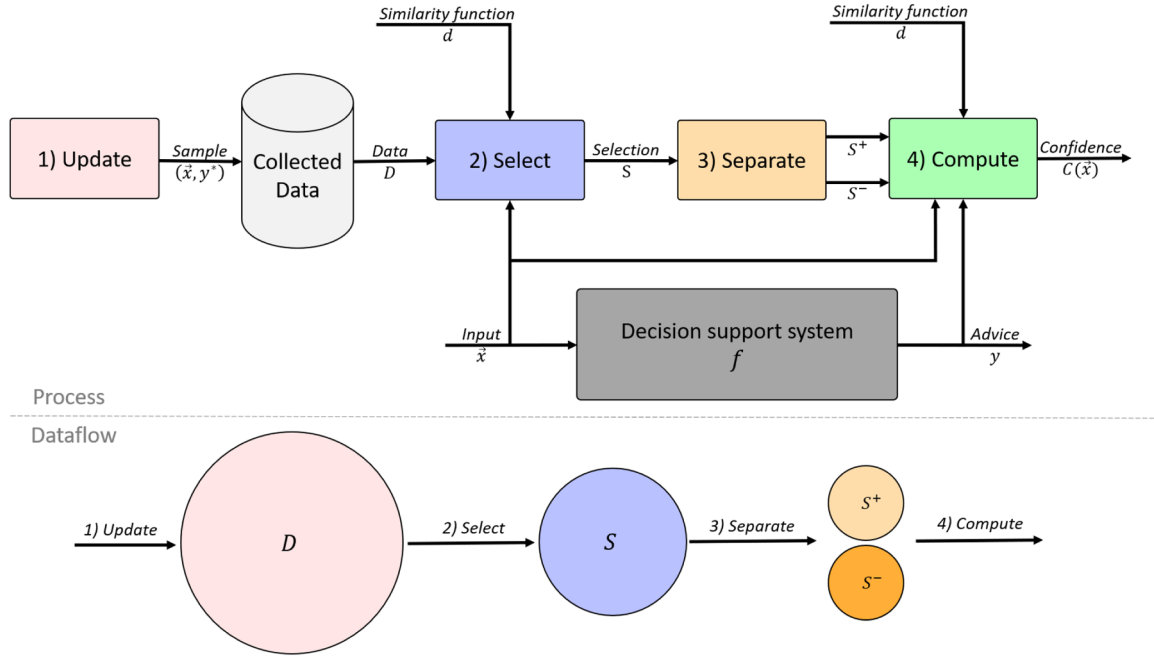 Similarity function
d
Similarity function
d
1) Update
Sample
(x⃗, y*)
Collected
Data
Data
D
2) Select
Selection
S
3) Separate
S⁺
S⁻
4) Compute
Confidence
C(x⃗)
Input
x⃗
Decision support system
f
Advice
y
Process
Dataflow
1) Update
D
2) Select
S
3) Separate
S⁺
S⁻
4) Compute